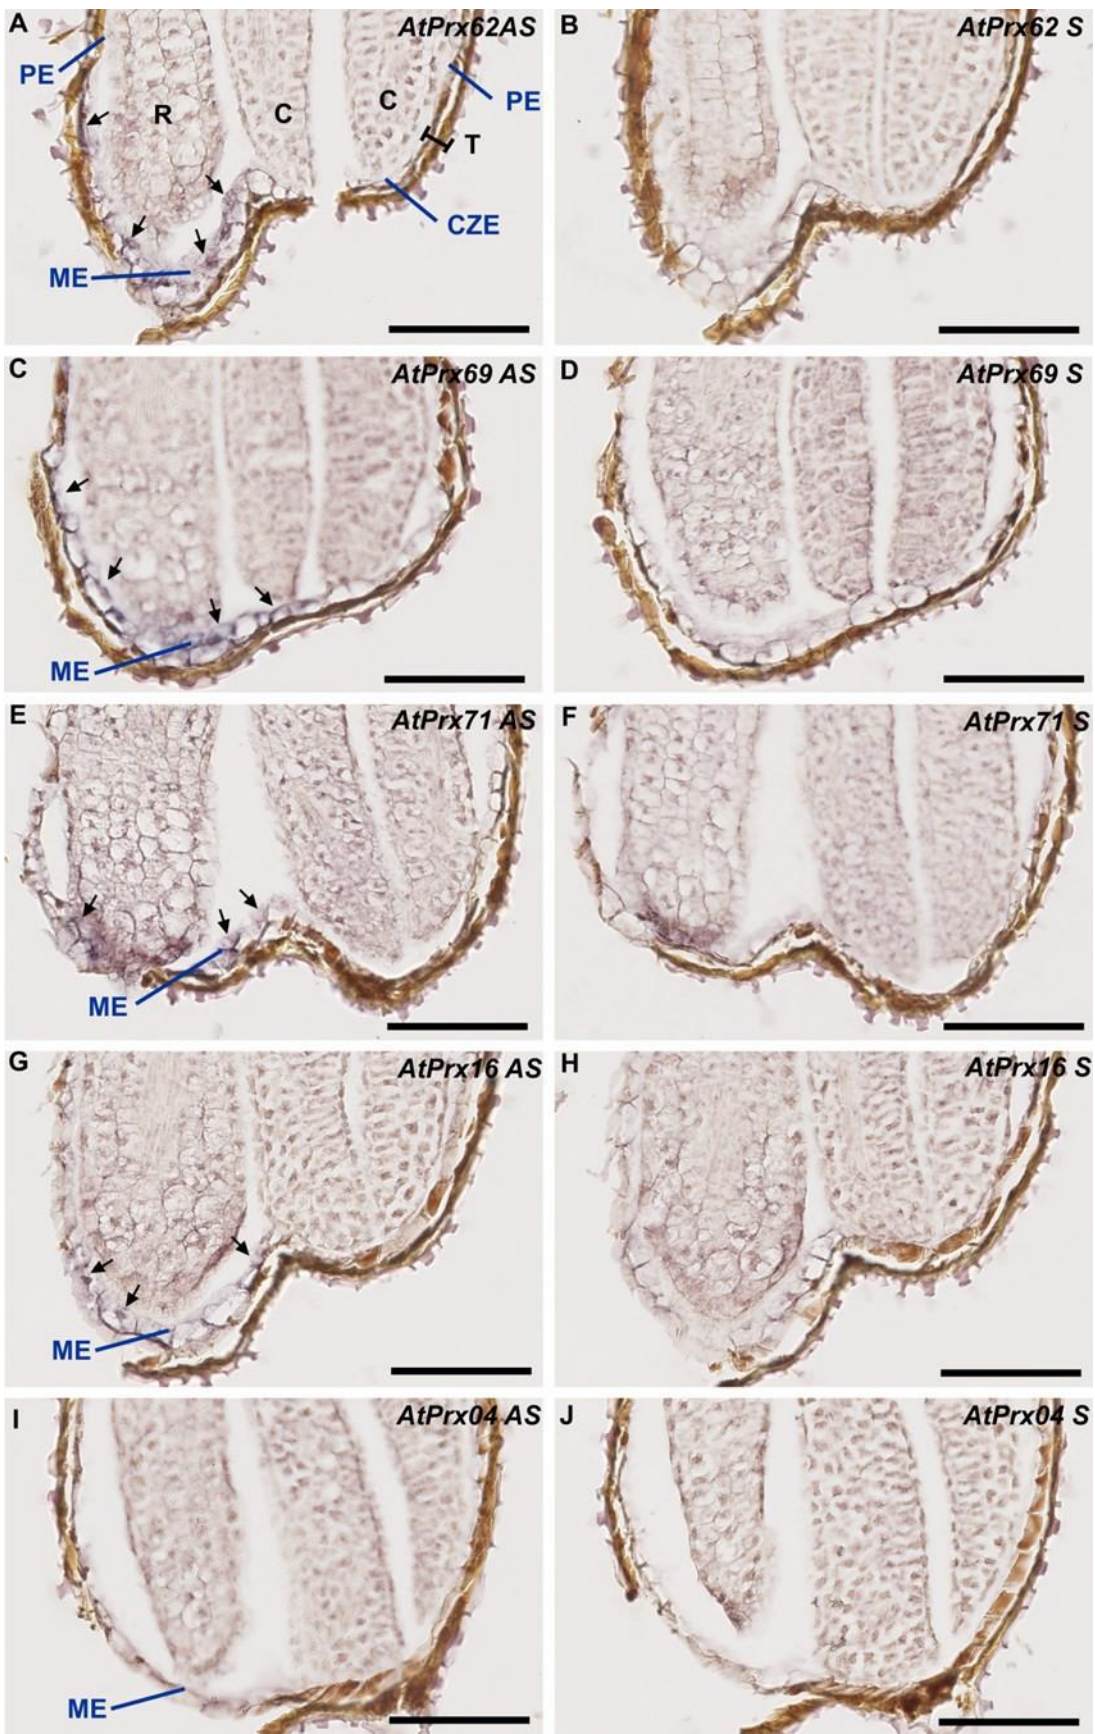 A
AtPrx62AS
PE
R
C
C
PE
T
CZE
ME
B
AtPrx62 S
C
AtPrx69 AS
ME
D
AtPrx69 S
E
AtPrx71 AS
ME
F
AtPrx71 S
G
AtPrx16 AS
ME
H
AtPrx16 S
I
AtPrx04 AS
ME
J
AtPrx04 S